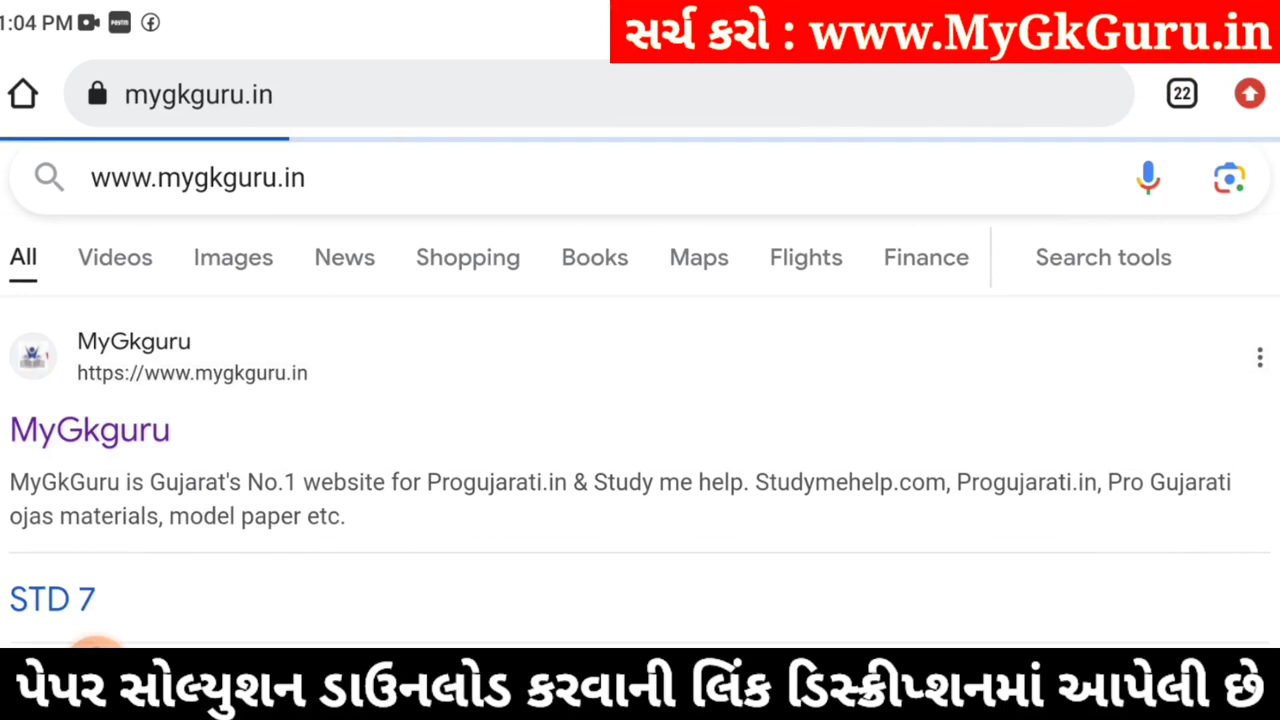 1:04 PM
સર્ચ કરો : www.MyGkGuru.in
22
mygkguru.in
www.mygkguru.in
All Videos Images News Shopping Books Maps Flights Finance Search tools
MyGkguru
https://www.mygkguru.in
MyGkguru
MyGkGuru is Gujarat's No.1 website for Progujarati.in & Study me help. Studymehelp.com, Progujarati.in, Pro Gujarati
ojas materials, model paper etc.
STD 7
પેપર સોલ્યુશન ડાઉનલોડ કરવાની લિંક ડિસ્ક્રીપ્શનમાં આપેલી છે